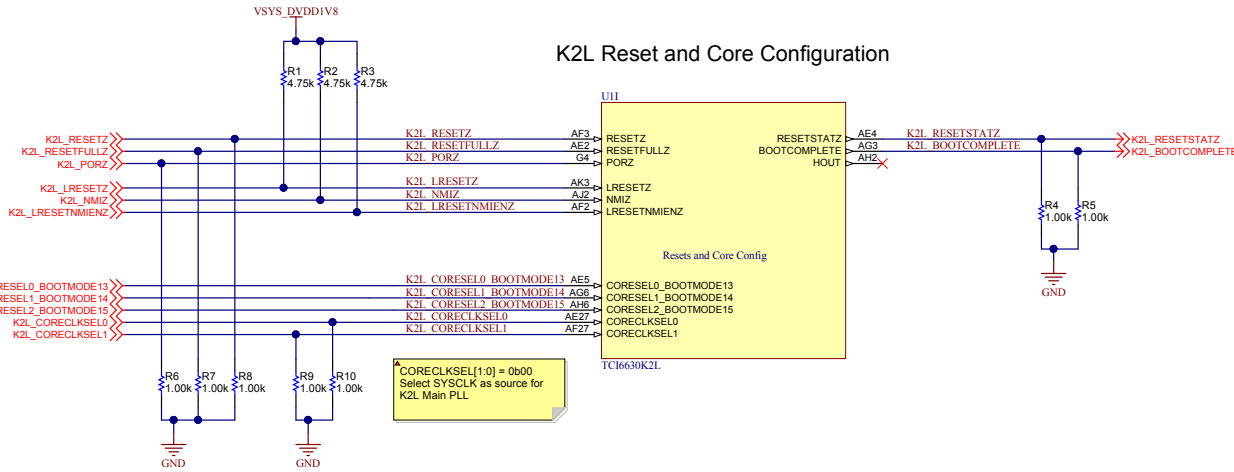 VSYS_DVDD1V8
K2L Reset and Core Configuration
R1
4.75k
R2
4.75k
R3
4.75k
U1I
K2L_RESETZ
K2L_RESETFULLZ
K2L_PORZ
K2L_LRESETZ
K2L_NMIZ
K2L_LRESETNMIENZ
K2L_RESETZ
K2L_RESETFULLZ
K2L_PORZ
K2L_LRESETZ
K2L_NMIZ
K2L_LRESETNMIENZ
AF3
AE2
G4
AK3
AJ2
AF2
RESETZ
RESETFULLZ
PORZ
LRESETZ
NMIZ
LRESETNMIENZ
RESETSTATZ
BOOTCOMPLETE
HOUT
AE4
AG3
AH2
K2L_RESETSTATZ
K2L_BOOTCOMPLETE
K2L_RESETSTATZ
K2L_BOOTCOMPLETE
R4
1.00k
R5
1.00k
GND
Resets and Core Config
RESEL0_BOOTMODE13
RESEL1_BOOTMODE14
RESEL2_BOOTMODE15
K2L_CORECLKSEL0
K2L_CORECLKSEL1
K2L_CORESEL0_BOOTMODE13
K2L_CORESEL1_BOOTMODE14
K2L_CORESEL2_BOOTMODE15
K2L_CORECLKSEL0
K2L_CORECLKSEL1
AE5
AG6
AH6
AE27
AF27
CORESEL0_BOOTMODE13
CORESEL1_BOOTMODE14
CORESEL2_BOOTMODE15
CORECLKSEL0
CORECLKSEL1
TCI6630K2L
R6
1.00k
R7
1.00k
R8
1.00k
R9
1.00k
R10
1.00k
CORECLKSEL[1:0] = 0b00
Select SYSCLK as source for
K2L Main PLL
GND
GND